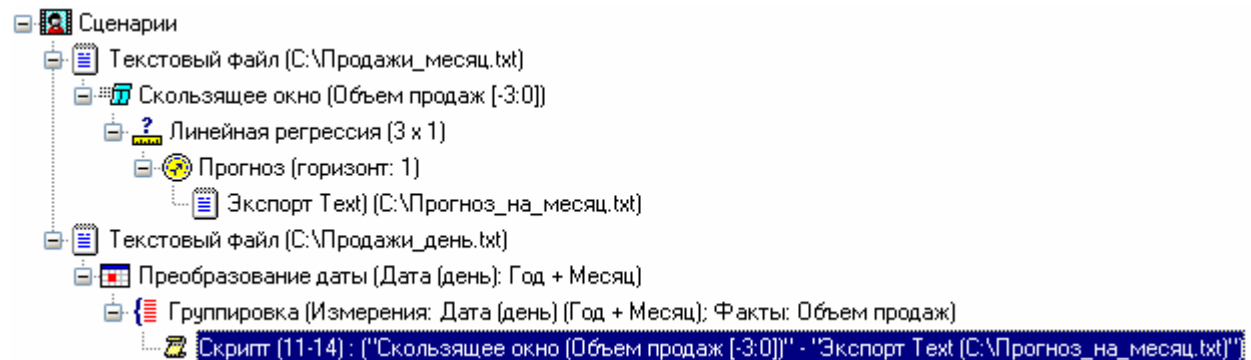 Сценарии
Текстовый файл (C:\Продажи_месяц.txt)
Скользящее окно (Объем продаж [-3:0])
Линейная регрессия (3 x 1)
Прогноз (горизонт: 1)
Экспорт Text) (C:\Прогноз_на_месяц.txt)
Текстовый файл (C:\Продажи_день.txt)
Преобразование даты (Дата (день): Год + Месяц)
Группировка (Измерения: Дата (день) (Год + Месяц); Факты: Объем продаж)
Скрипт (11-14) : ("Скользящее окно (Объем продаж [-3:0])" - "Экспорт Text (C:\Прогноз_на_месяц.txt)"